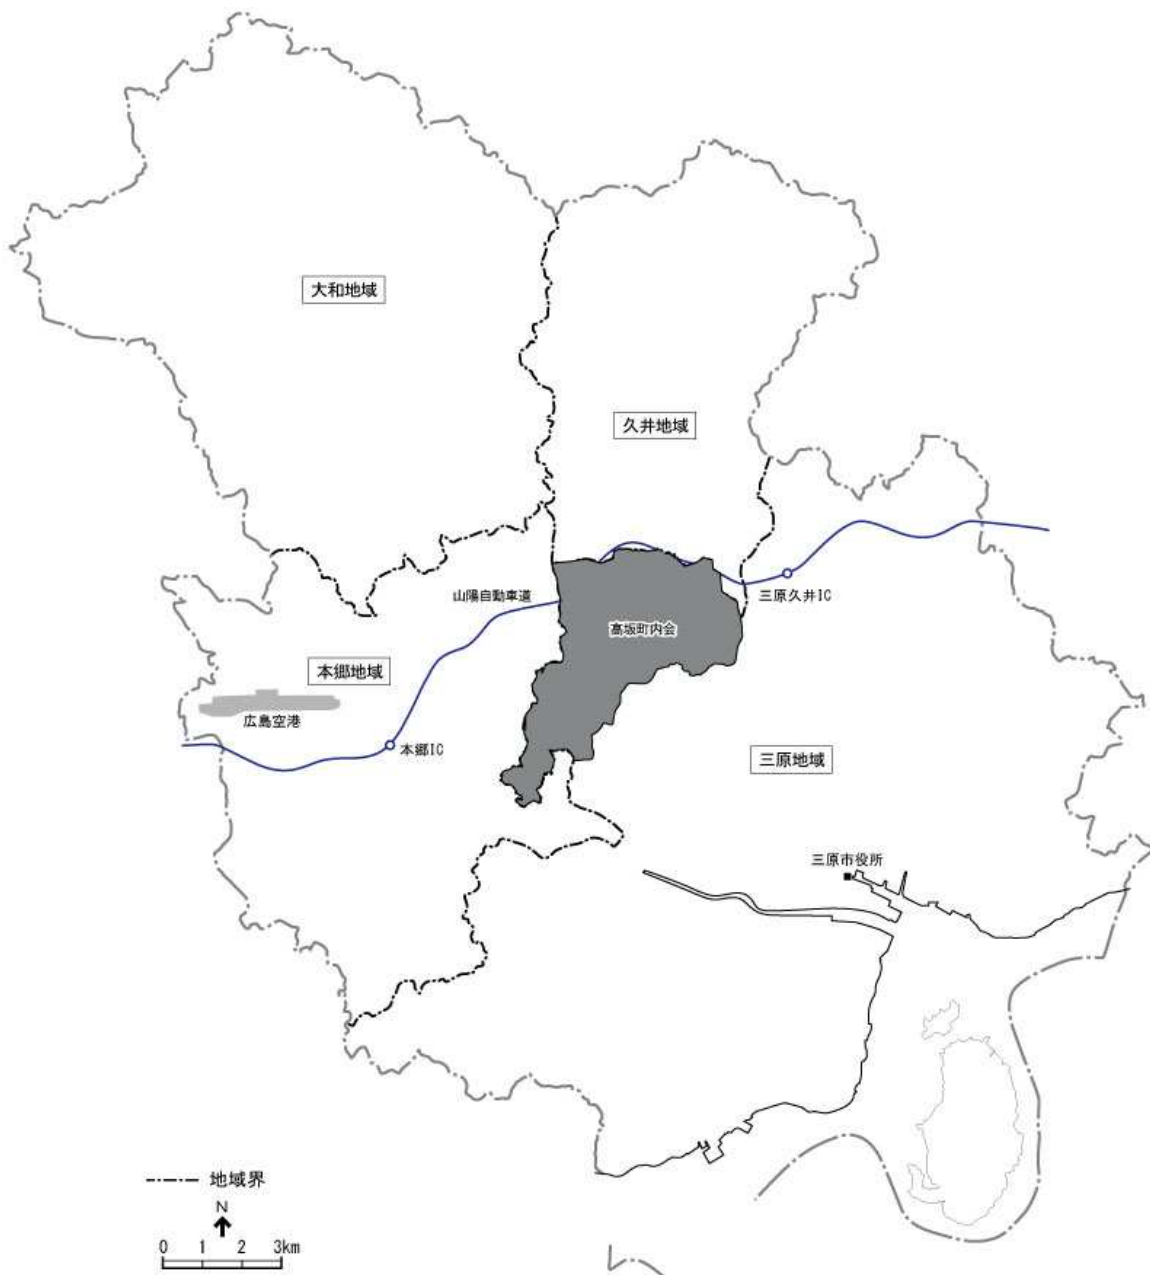 大和地域
久井地域
山陽自動車道
三原久井IC
高坂町内会
本郷地域
広島空港
本郷IC
三原地域
三原市役所
地域界
N
0 1 2 3km